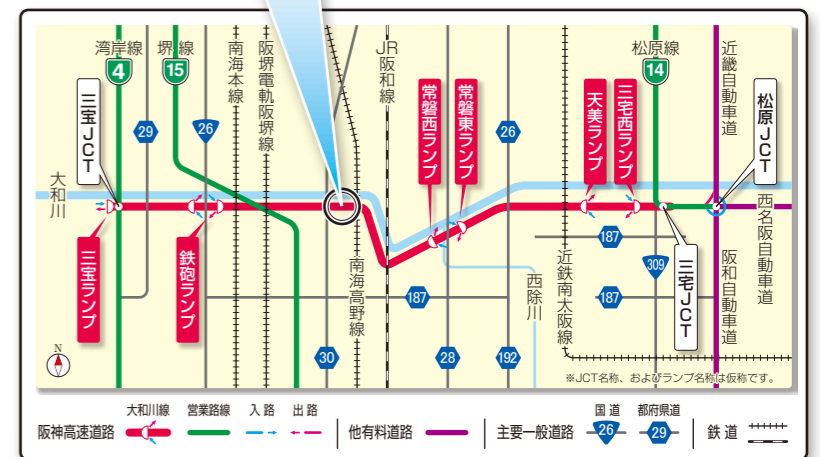 湾岸線
4
堺線
15
南海本線
阪堺電軌阪堺線
JR阪和線
松原線
14
近畿自動車道
三宝JCT
29
26
常磐西ランプ
常磐東ランプ
26
天美ランプ
三宅西ランプ
松原JCT
大和川
三宝ランプ
鉄砲ランプ
南海高野線
187
西除川
近鉄南大阪線
187
187
309
三宅JCT
阪和自動車道
西名阪自動車道
N
30
28
192
※JCT名称、およびランプ名称は仮称です。
阪神高速道路
大和川線
営業路線
入路
出路
他有料道路
主要一般道路
国道
26
都府県道
29
鉄道